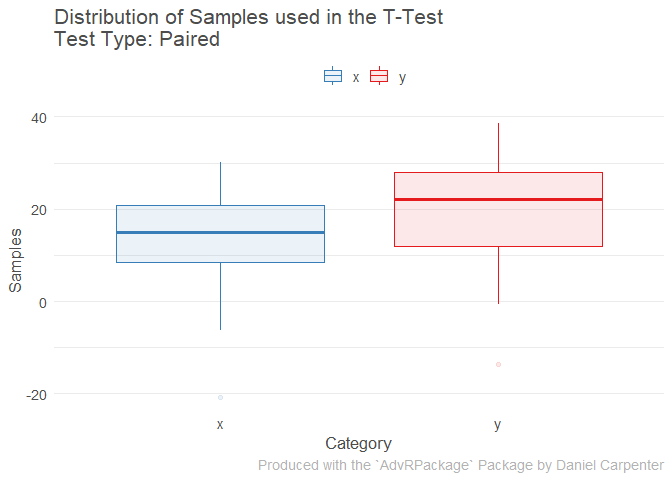 Distribution of Samples used in the T-Test
Test Type: Paired
x y
40
20
0
-20
Samples
x y
Category
Produced with the `AdvRPackage` Package by Daniel Carpenter